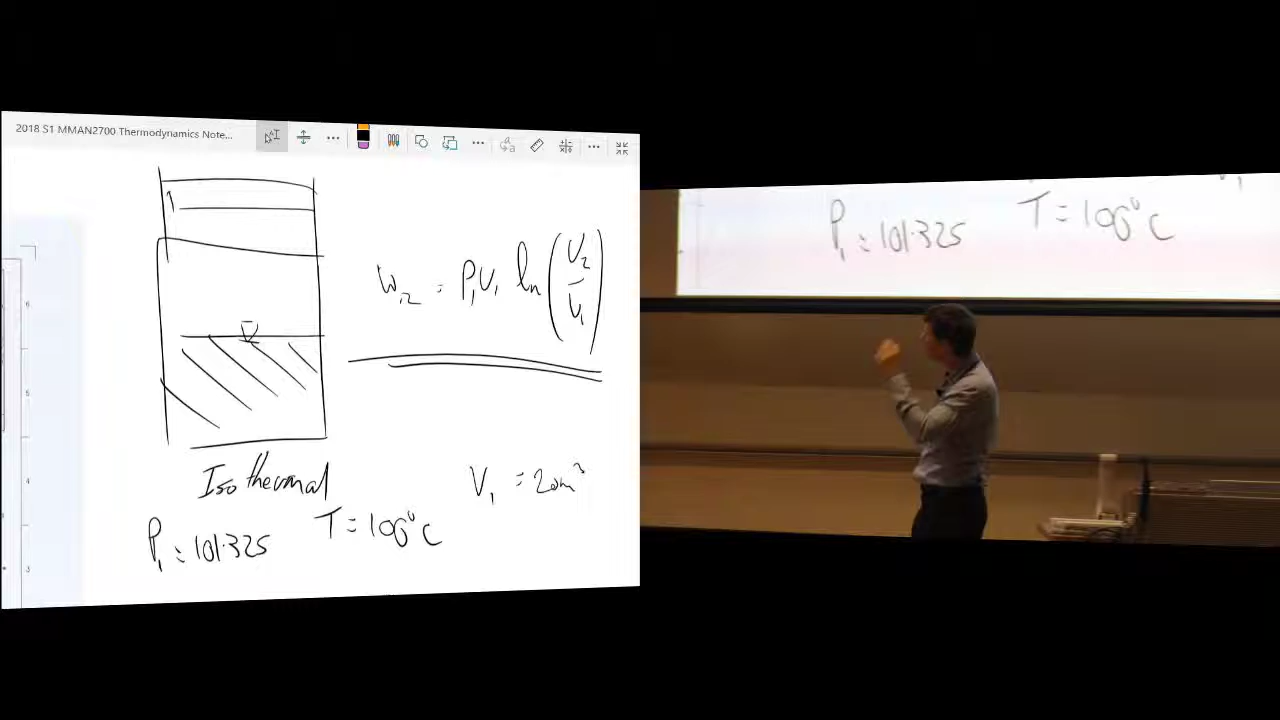 2018 S1 MMAN2700 Thermodynamics Note...
W₁₂ = P₁V₁ ln(V₂/V₁)
Isothermal
V₁ = 20m³
P₁ = 101.325
T = 100°C
P₁ = 101.325
T = 100°C